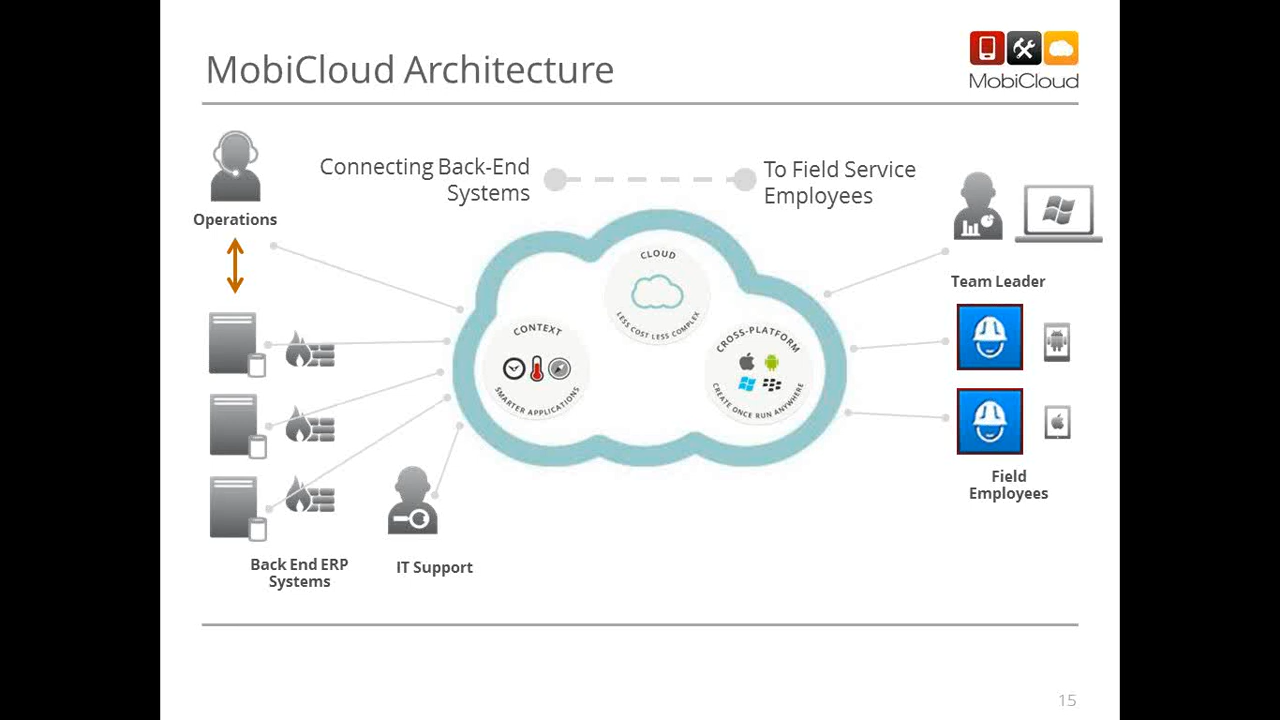 MobiCloud Architecture
MobiCloud
Connecting Back-End
Systems
To Field Service
Employees
Operations
CLOUD
LESS COST LESS COMPLEX
CONTEXT
SMARTER APPLICATIONS
CROSS-PLATFORM
CREATE ONCE RUN ANYWHERE
Team Leader
Field
Employees
Back End ERP
Systems
IT Support
15